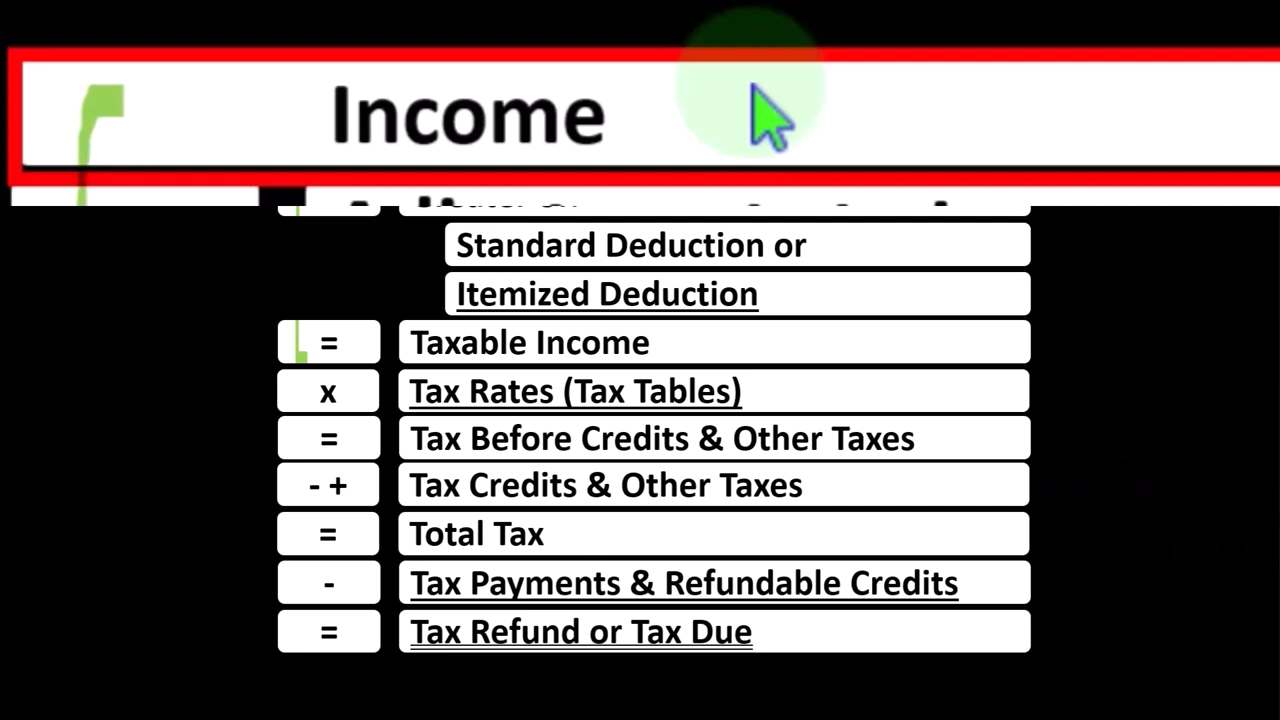 Income
Standard Deduction or
Itemized Deduction
= Taxable Income
x Tax Rates (Tax Tables)
= Tax Before Credits & Other Taxes
- + Tax Credits & Other Taxes
= Total Tax
- Tax Payments & Refundable Credits
= Tax Refund or Tax Due